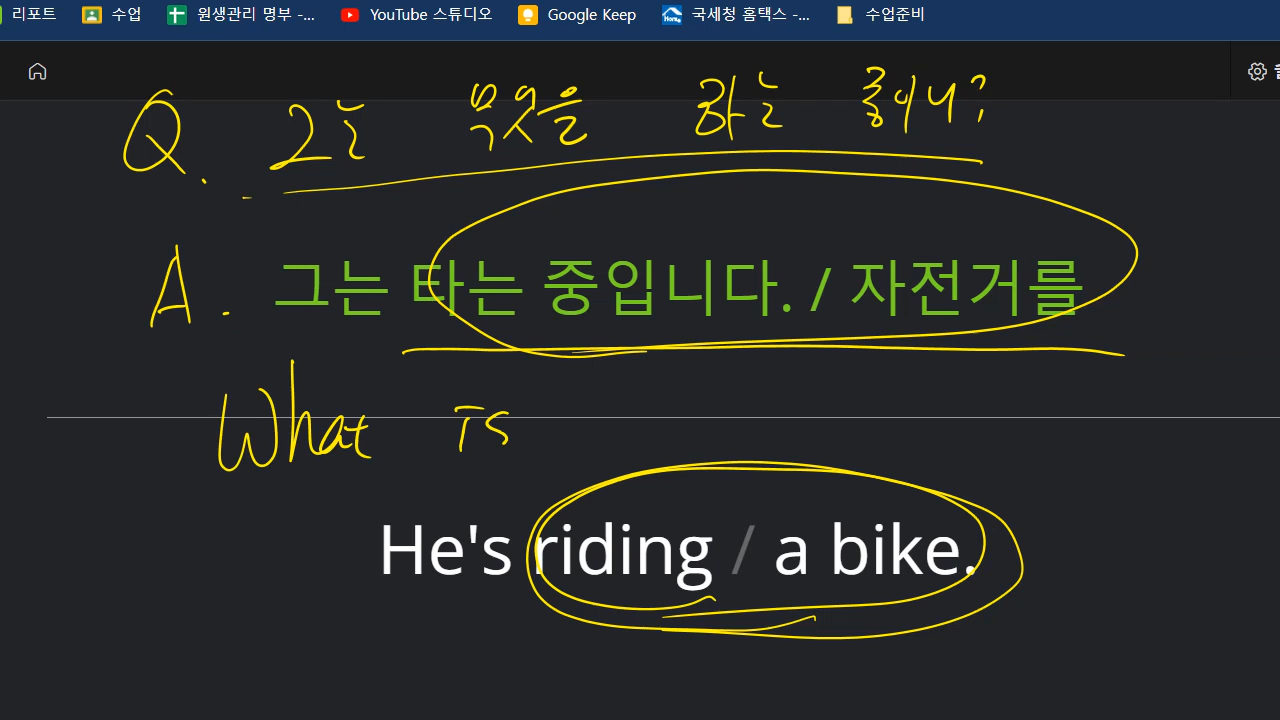 리포트 수업 원생관리 명부 -... YouTube 스튜디오 Google Keep 국세청 홈택스 -... 수업준비
Q. 그는 무엇을 하는 중이니?
A. 그는 타는 중입니다. / 자전거를
What is
He's riding / a bike.